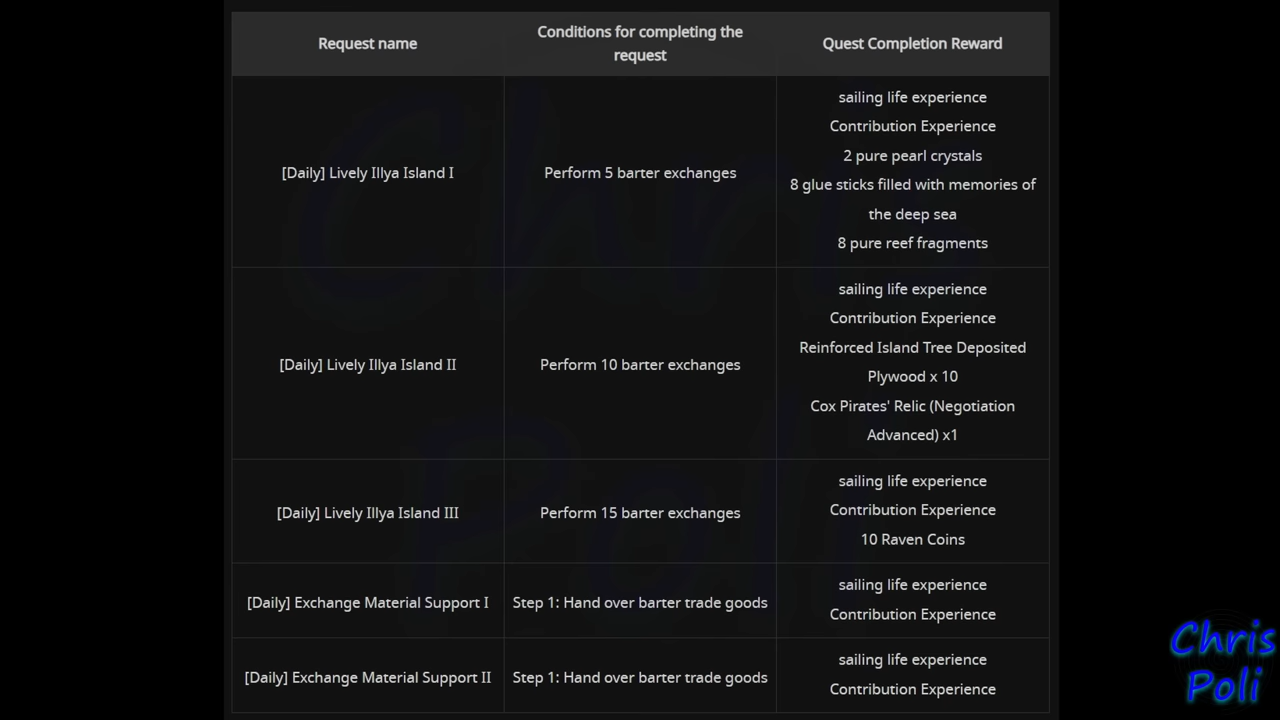 Request name
Conditions for completing the
request
Quest Completion Reward
[Daily] Lively Illya Island I
Perform 5 barter exchanges
sailing life experience
Contribution Experience
2 pure pearl crystals
8 glue sticks filled with memories of
the deep sea
8 pure reef fragments
[Daily] Lively Illya Island II
Perform 10 barter exchanges
sailing life experience
Contribution Experience
Reinforced Island Tree Deposited
Plywood x 10
Cox Pirates' Relic (Negotiation
Advanced) x1
[Daily] Lively Illya Island III
Perform 15 barter exchanges
sailing life experience
Contribution Experience
10 Raven Coins
[Daily] Exchange Material Support I
Step 1: Hand over barter trade goods
sailing life experience
Contribution Experience
[Daily] Exchange Material Support II
Step 1: Hand over barter trade goods
sailing life experience
Contribution Experience
Chris
Poli
Chris
Poli